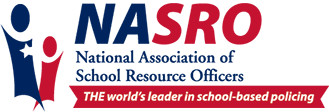 NASRO
National Association of
School Resource Officers
THE world's leader in school-based policing